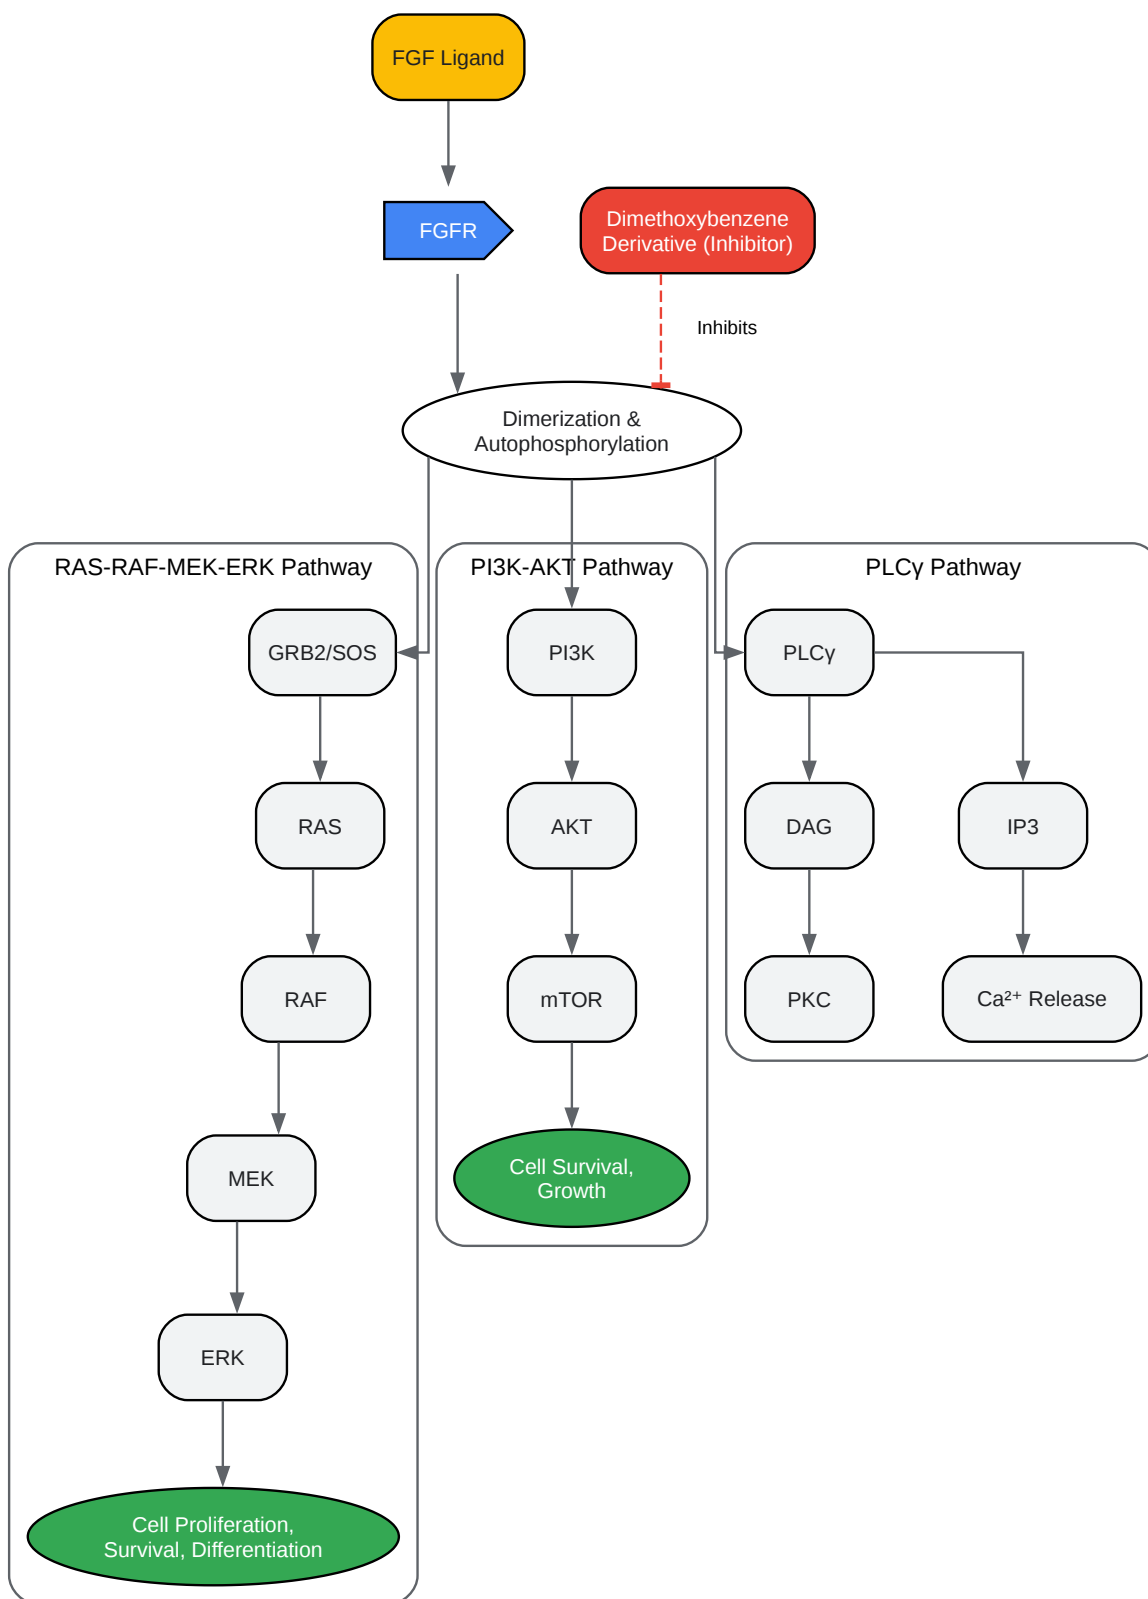 FGF Ligand
FGFR
Dimethoxybenzene
Derivative (Inhibitor)
Inhibits
Dimerization &
Autophosphorylation
RAS-RAF-MEK-ERK Pathway
GRB2/SOS
RAS
RAF
MEK
ERK
Cell Proliferation,
Survival, Differentiation
PI3K-AKT Pathway
PI3K
AKT
mTOR
Cell Survival,
Growth
PLCγ Pathway
PLCγ
DAG
IP3
PKC
Ca²⁺ Release